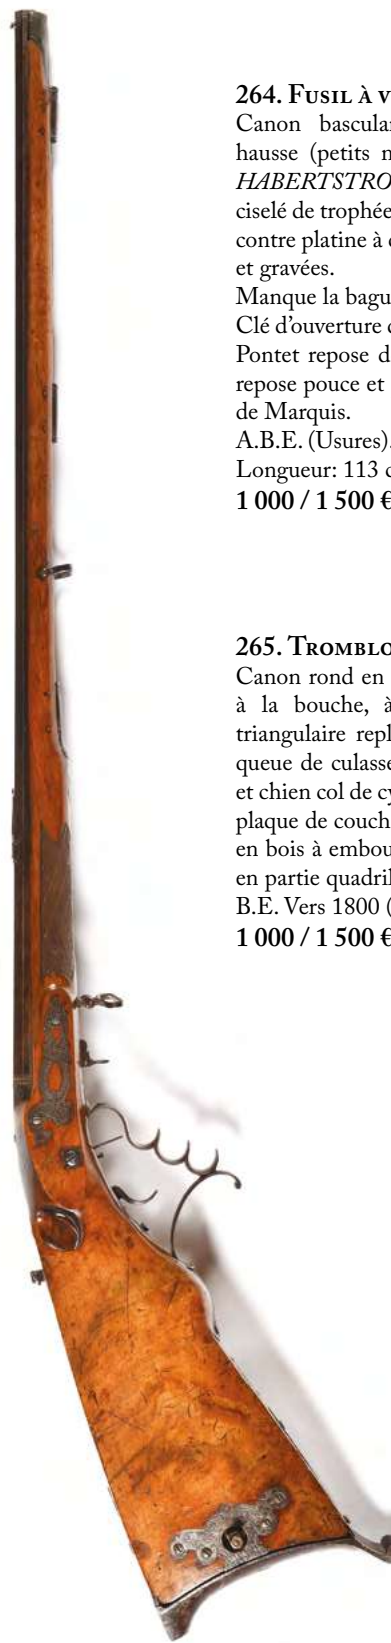 264. FUSIL À V
Canon bascula
hausse (petits
HABERTSTRO
ciselé de trophée
contre platine à
et gravées.
Manque la bague
Clé d'ouverture
Pontet repose d
repose pouce et
de Marquis.
A.B.E. (Usures)
Longueur: 113 c
1 000 / 1 500 €
265. TROMBLO
Canon rond en
à la bouche, à
triangulaire repl
queue de culasse
et chien col de cy
plaque de couch
en bois à embou
en partie quadril
B.E. Vers 1800 (
1 000 / 1 500 €